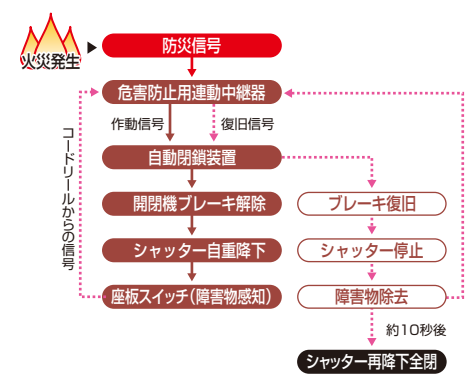 火災発生
防災信号
危害防止用連動中継器
作動信号
復旧信号
自動閉鎖装置
開閉機ブレーキ解除
シャッター自重降下
座板スイッチ(障害物感知)
コードリールからの信号
ブレーキ復旧
シャッター停止
障害物除去
約10秒後
シャッター再降下全閉